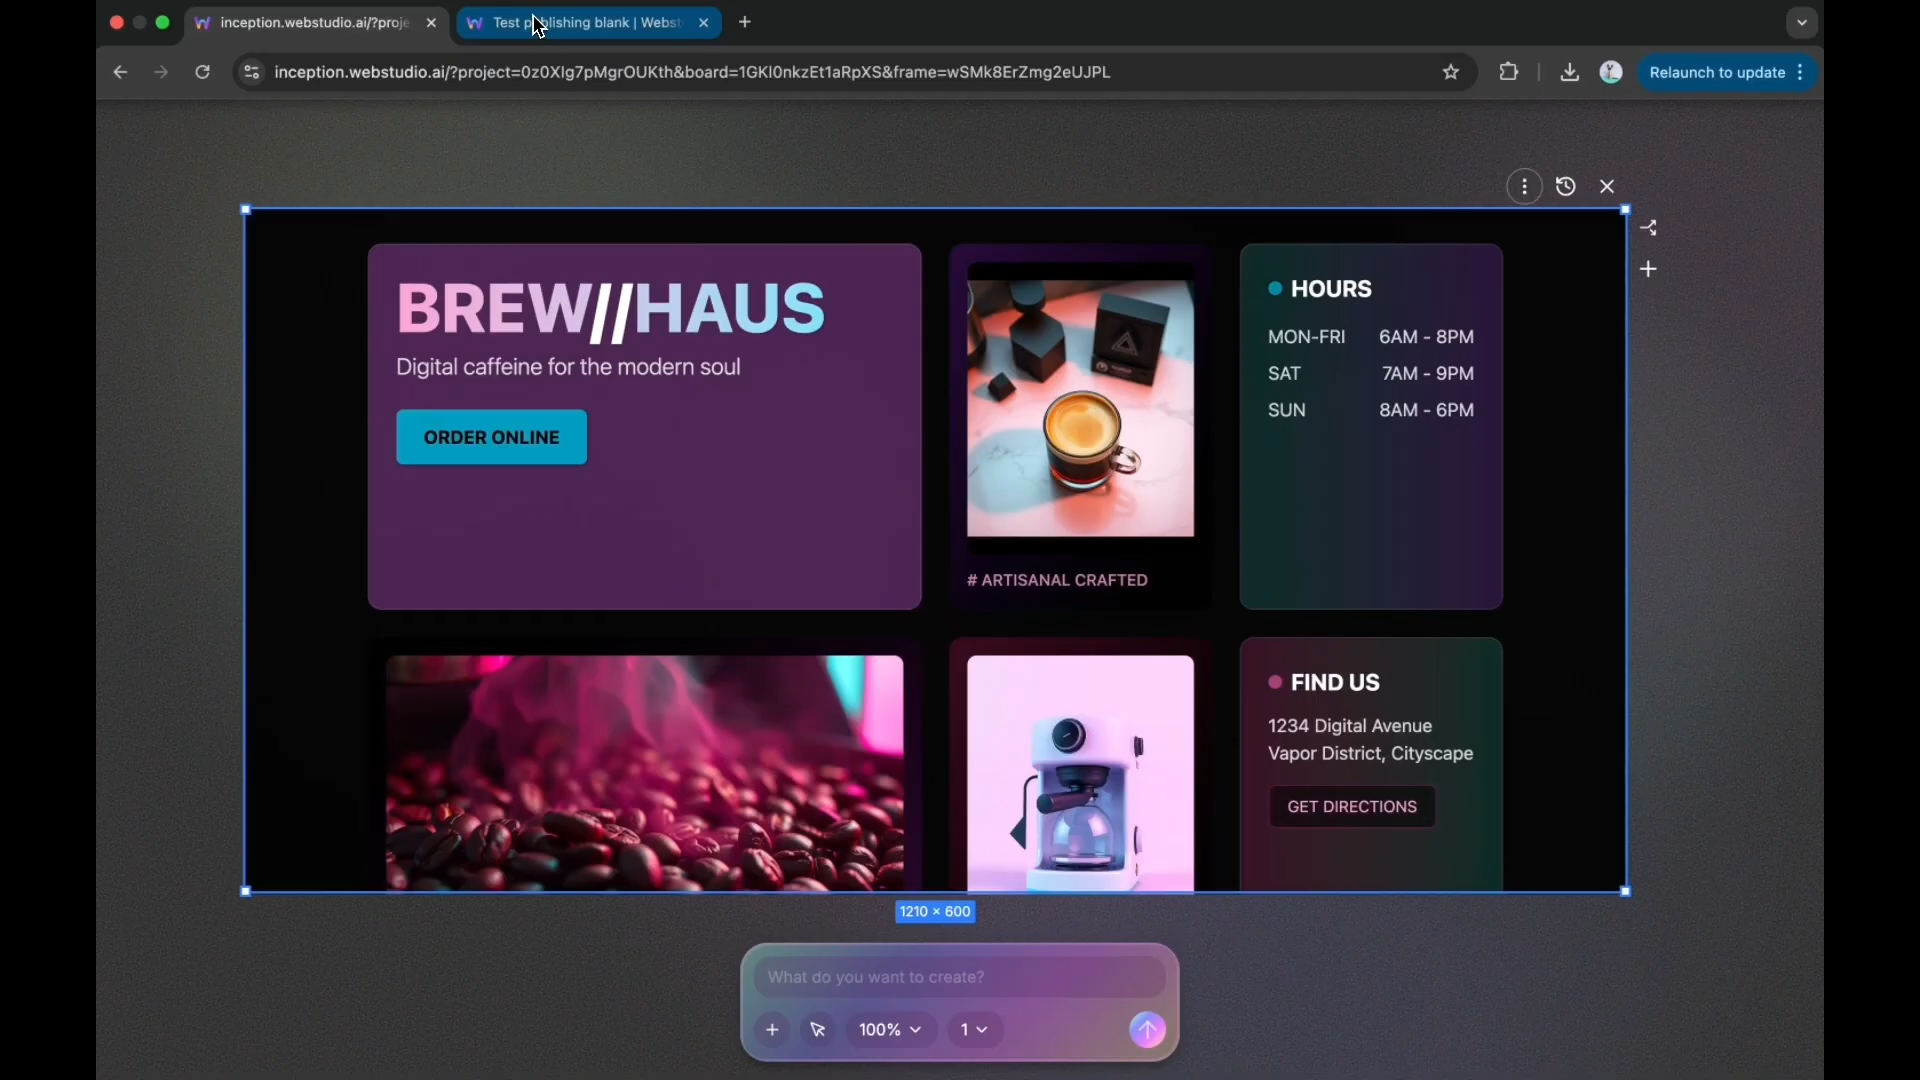 inception.webstudio.ai/?proje
Test publishing blank | Webst
inception.webstudio.ai/?project=0z0XIg7pMgrOUKth&board=1GKl0nkzEt1aRpXS&frame=wSMk8ErZmg2eUJPL
Relaunch to update
BREW//HAUS
Digital caffeine for the modern soul
ORDER ONLINE
# ARTISANAL CRAFTED
HOURS
MON-FRI 6AM - 8PM
SAT 7AM - 9PM
SUN 8AM - 6PM
FIND US
1234 Digital Avenue
Vapor District, Cityscape
GET DIRECTIONS
1210 × 600
What do you want to create?
100%
1